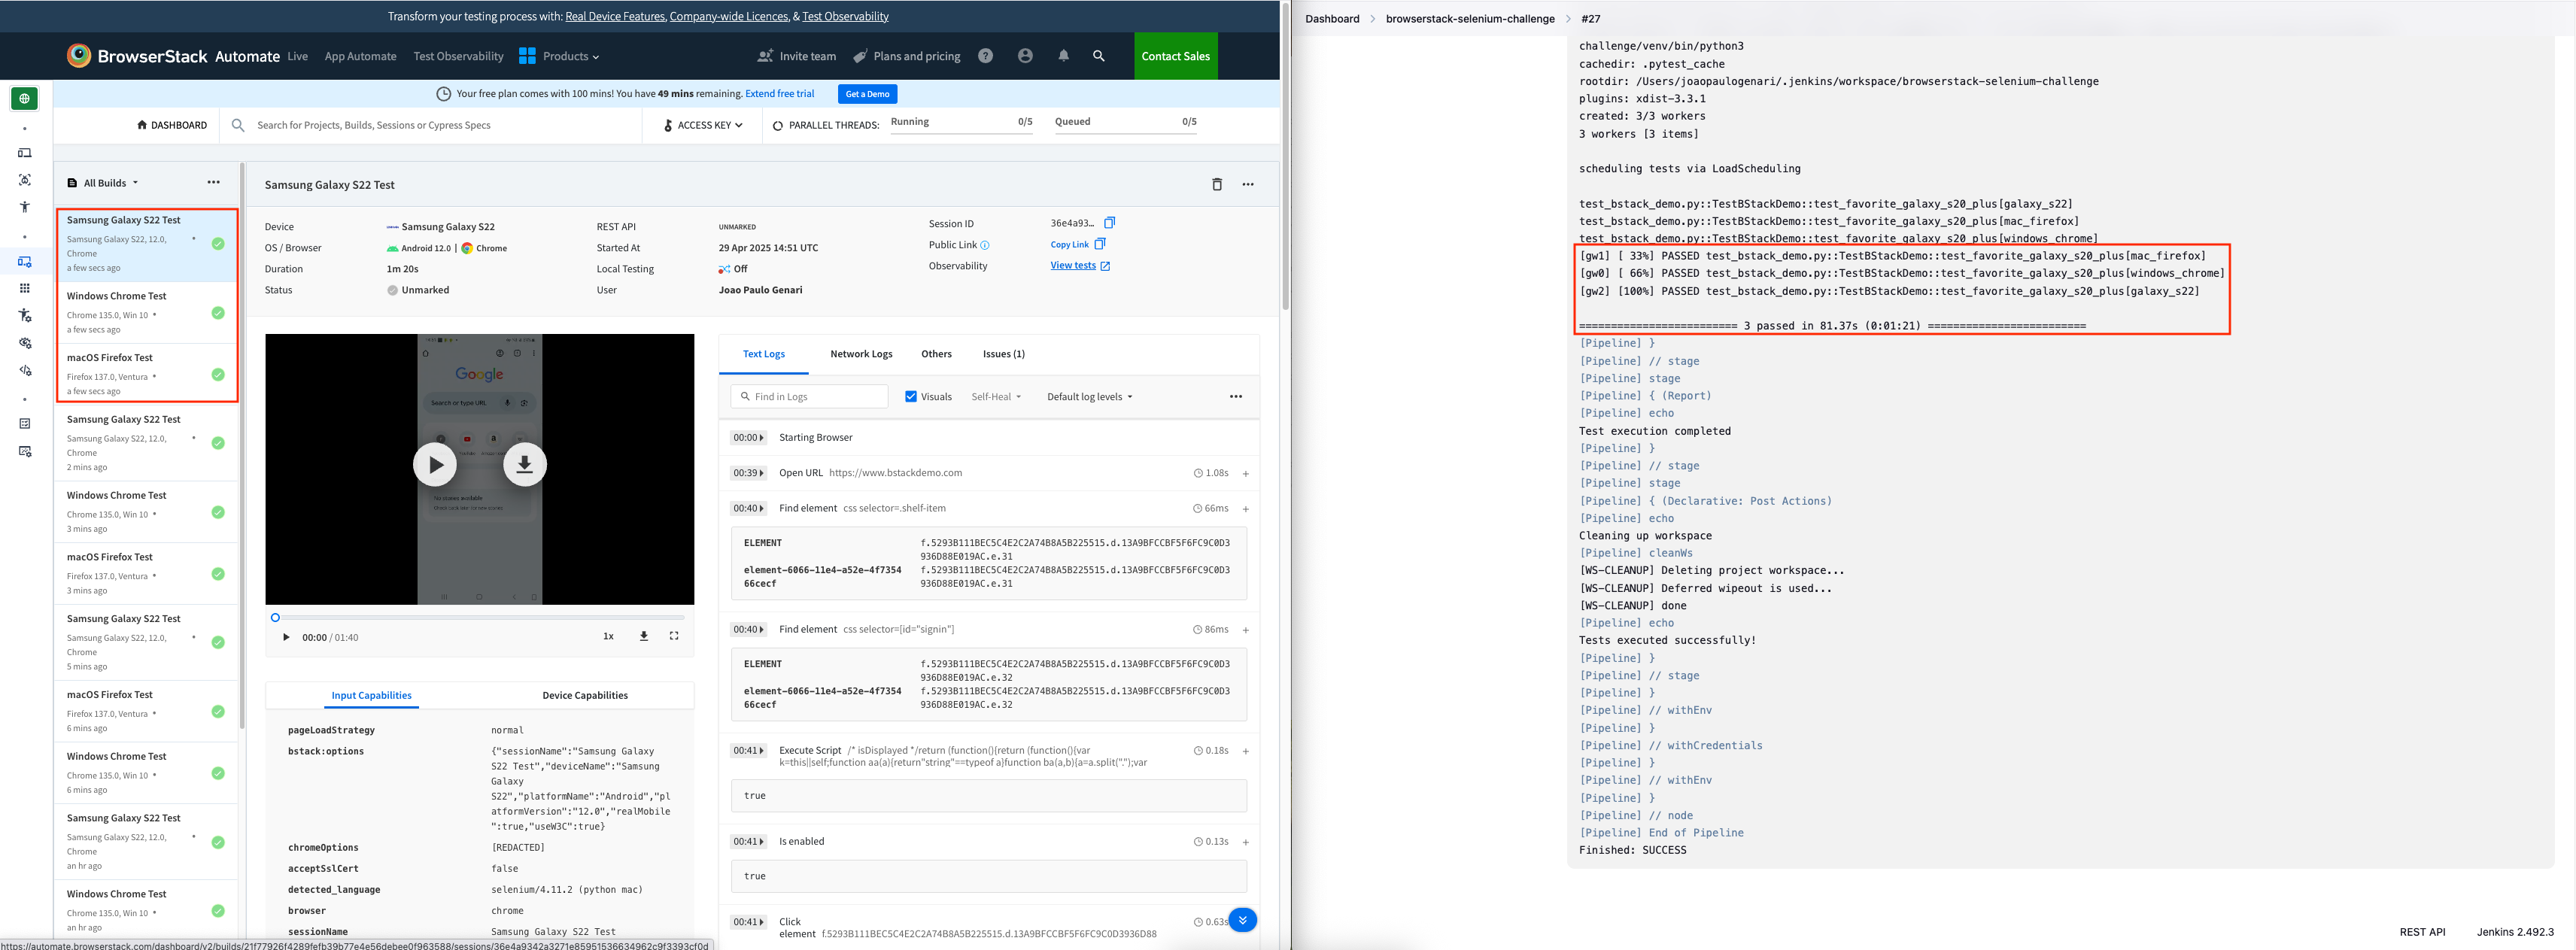 Transform your testing process with: Real Device Features, Company-wide Licences, & Test Observability
BrowserStack Automate Live App Automate Test Observability Products Invite team Plans and pricing Contact Sales
Your free plan comes with 100 mins! You have 49 mins remaining. Extend free trial Get a Demo
DASHBOARD Search for Projects, Builds, Sessions or Cypress Specs ACCESS KEY PARALLEL THREADS: Running 0/5 Queued 0/5
All Builds
Samsung Galaxy S22 Test
Samsung Galaxy S22, 12.0,
Chrome
a few secs ago
Windows Chrome Test
Chrome 135.0, Win 10
a few secs ago
macOS Firefox Test
Firefox 137.0, Ventura
a few secs ago
Samsung Galaxy S22 Test
Samsung Galaxy S22, 12.0,
Chrome
2 mins ago
Windows Chrome Test
Chrome 135.0, Win 10
3 mins ago
macOS Firefox Test
Firefox 137.0, Ventura
3 mins ago
Samsung Galaxy S22 Test
Samsung Galaxy S22, 12.0,
Chrome
5 mins ago
macOS Firefox Test
Firefox 137.0, Ventura
6 mins ago
Windows Chrome Test
Chrome 135.0, Win 10
6 mins ago
Samsung Galaxy S22 Test
Samsung Galaxy S22, 12.0,
Chrome
an hr ago
Windows Chrome Test
Chrome 135.0, Win 10
an hr ago
Samsung Galaxy S22 Test
Device Samsung Galaxy S22
OS / Browser Android 12.0 | Chrome
Duration 1m 20s
Status Unmarked
REST API UNMARKED
Started At 29 Apr 2025 14:51 UTC
Local Testing Off
User Joao Paulo Genari
Session ID 36e4a93...
Public Link Copy Link
Observability View tests
Google
Search or type URL
00:00 / 01:40 1x
Input Capabilities Device Capabilities
pageLoadStrategy normal
bstack:options {"sessionName":"Samsung Galaxy
S22 Test","deviceName":"Samsung
Galaxy
S22","platformName":"Android","pl
atformVersion":"12.0","realMobile
":true,"useW3C":true}
chromeOptions [REDACTED]
acceptSslCert false
detected_language selenium/4.11.2 (python mac)
browser chrome
sessionName Samsung Galaxy S22 Test
Text Logs Network Logs Others Issues (1)
Find in Logs Visuals Self-Heal Default log levels
00:00 Starting Browser
00:39 Open URL https://www.bstackdemo.com 1.08s
00:40 Find element css selector=.shelf-item 66ms
ELEMENT f.5293B111BEC5C4E2C2A74B8A5B225515.d.13A9BFCCBF5F6FC9C0D3
936D88E019AC.e.31
element-6066-11e4-a52e-4f7354 f.5293B111BEC5C4E2C2A74B8A5B225515.d.13A9BFCCBF5F6FC9C0D3
66cecf 936D88E019AC.e.31
00:40 Find element css selector=[id="signin"] 86ms
ELEMENT f.5293B111BEC5C4E2C2A74B8A5B225515.d.13A9BFCCBF5F6FC9C0D3
936D88E019AC.e.32
element-6066-11e4-a52e-4f7354 f.5293B111BEC5C4E2C2A74B8A5B225515.d.13A9BFCCBF5F6FC9C0D3
66cecf 936D88E019AC.e.32
00:41 Execute Script /* isDisplayed */return (function(){return (function(){var 0.18s
k=this||self;function aa(a){return"string"==typeof a}function ba(a,b){a=a.split(".");var
true
00:41 Is enabled 0.13s
true
00:41 Click 0.63s
element f.5293B111BEC5C4E2C2A74B8A5B225515.d.13A9BFCCBF5F6FC9C0D3936D88
https://automate.browserstack.com/dashboard/v2/builds/21f77926f4289fefb39b77e4e56debee0f963588/sessions/36e4a9342a3271e85951536634962c9f3393cf0d
Dashboard > browserstack-selenium-challenge > #27
challenge/venv/bin/python3
cachedir: .pytest_cache
rootdir: /Users/joaopaulogenari/.jenkins/workspace/browserstack-selenium-challenge
plugins: xdist-3.3.1
created: 3/3 workers
3 workers [3 items]
scheduling tests via LoadScheduling
test_bstack_demo.py::TestBStackDemo::test_favorite_galaxy_s20_plus[galaxy_s22]
test_bstack_demo.py::TestBStackDemo::test_favorite_galaxy_s20_plus[mac_firefox]
test_bstack_demo.py::TestBStackDemo::test_favorite_galaxy_s20_plus[windows_chrome]
[gw1] [ 33%] PASSED test_bstack_demo.py::TestBStackDemo::test_favorite_galaxy_s20_plus[mac_firefox]
[gw0] [ 66%] PASSED test_bstack_demo.py::TestBStackDemo::test_favorite_galaxy_s20_plus[windows_chrome]
[gw2] [100%] PASSED test_bstack_demo.py::TestBStackDemo::test_favorite_galaxy_s20_plus[galaxy_s22]
========================= 3 passed in 81.37s (0:01:21) =========================
[Pipeline] }
[Pipeline] // stage
[Pipeline] stage
[Pipeline] { (Report)
[Pipeline] echo
Test execution completed
[Pipeline] }
[Pipeline] // stage
[Pipeline] stage
[Pipeline] { (Declarative: Post Actions)
[Pipeline] echo
Cleaning up workspace
[Pipeline] cleanWs
[WS-CLEANUP] Deleting project workspace...
[WS-CLEANUP] Deferred wipeout is used...
[WS-CLEANUP] done
[Pipeline] echo
Tests executed successfully!
[Pipeline] }
[Pipeline] // stage
[Pipeline] }
[Pipeline] // withEnv
[Pipeline] }
[Pipeline] // withCredentials
[Pipeline] }
[Pipeline] // withEnv
[Pipeline] }
[Pipeline] // node
[Pipeline] End of Pipeline
Finished: SUCCESS
REST API Jenkins 2.492.3